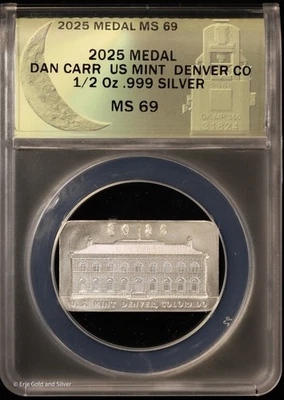 2025 MEDAL MS 69
2025 MEDAL
DAN CARR US MINT DENVER CO
1/2 Oz .999 SILVER
MS 69
2025
U.S. MINT DENVER, COLORADO
© Erie Gold and Silver